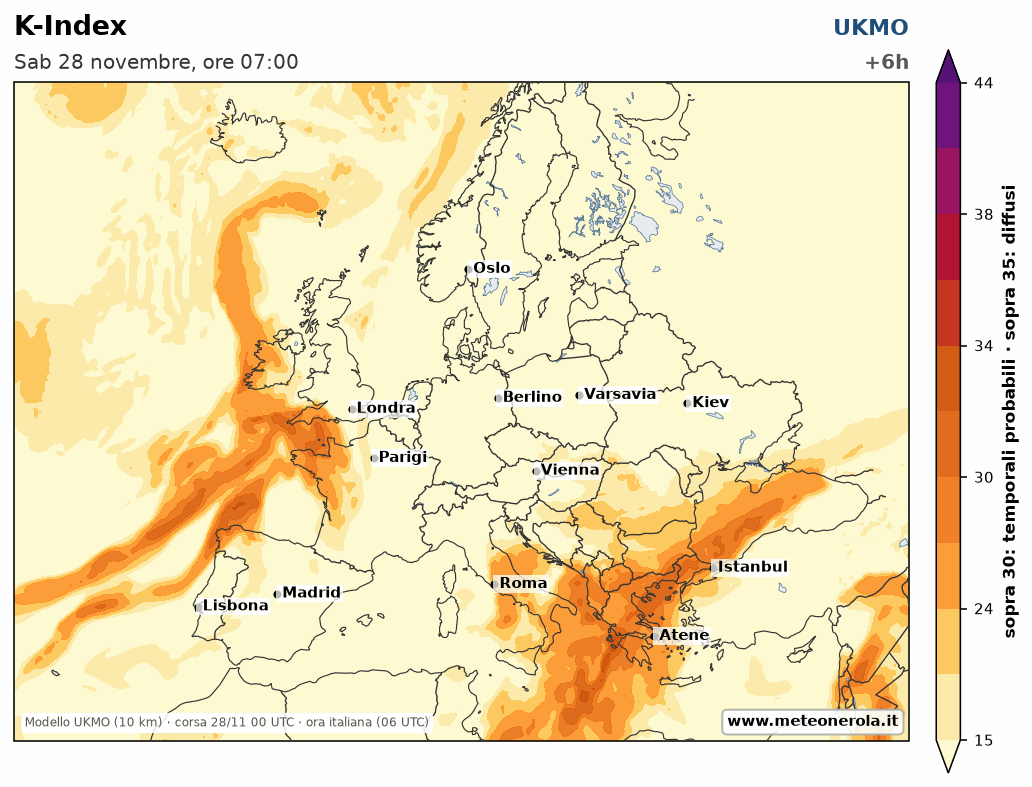 K-Index
UKMO
Sab 28 novembre, ore 07:00
+6h
44
38
34
30
24
15
sopra 30: temporali probabili · sopra 35: diffusi
Oslo
Londra
Berlino
Varsavia
Kiev
Parigi
Vienna
Istanbul
Roma
Madrid
Lisbona
Atene
Modello UKMO (10 km) · corsa 28/11 00 UTC · ora italiana (06 UTC)
www.meteonerola.it